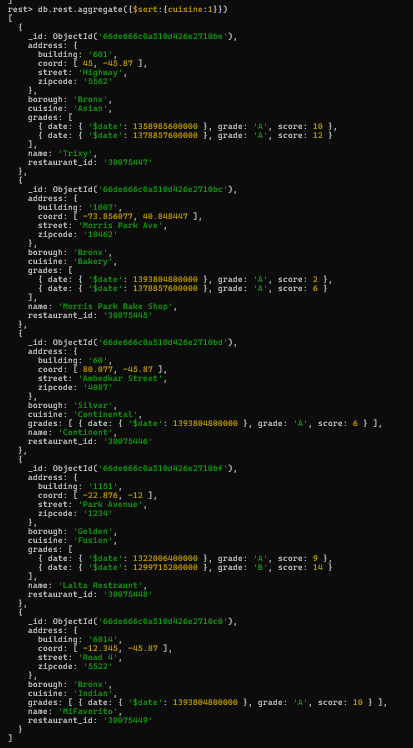 ]
rest> db.rest.aggregate({$sort:{cuisine:1}})
[
  {
    _id: ObjectId('66de666c0a510d426e2710be'),
    address: {
      building: '601',
      coord: [ 45, -45.87 ],
      street: 'Highway',
      zipcode: '5562'
    },
    borough: 'Bronx',
    cuisine: 'Asian',
    grades: [
      { date: { '$date': 1358985600000 }, grade: 'A', score: 10 },
      { date: { '$date': 1378857600000 }, grade: 'A', score: 12 }
    ],
    name: 'Trixy',
    restaurant_id: '30075447'
  },
  {
    _id: ObjectId('66de666c0a510d426e2710bc'),
    address: {
      building: '1007',
      coord: [ -73.856077, 40.848447 ],
      street: 'Morris Park Ave',
      zipcode: '10462'
    },
    borough: 'Bronx',
    cuisine: 'Bakery',
    grades: [
      { date: { '$date': 1393804800000 }, grade: 'A', score: 2 },
      { date: { '$date': 1378857600000 }, grade: 'A', score: 6 }
    ],
    name: 'Morris Park Bake Shop',
    restaurant_id: '30075445'
  },
  {
    _id: ObjectId('66de666c0a510d426e2710bd'),
    address: {
      building: '60',
      coord: [ 80.077, -45.87 ],
      street: 'Ambedkar Street',
      zipcode: '4087'
    },
    borough: 'Silver',
    cuisine: 'Continental',
    grades: [ { date: { '$date': 1393804800000 }, grade: 'A', score: 6 } ],
    name: 'Continent',
    restaurant_id: '30075446'
  },
  {
    _id: ObjectId('66de666c0a510d426e2710bf'),
    address: {
      building: '1151',
      coord: [ -22.876, -12 ],
      street: 'Park Avenue',
      zipcode: '1234'
    },
    borough: 'Golden',
    cuisine: 'Fusion',
    grades: [
      { date: { '$date': 1322006400000 }, grade: 'A', score: 9 },
      { date: { '$date': 1299715200000 }, grade: 'B', score: 14 }
    ],
    name: 'Lalta Restraunt',
    restaurant_id: '30075448'
  },
  {
    _id: ObjectId('66de666c0a510d426e2710c0'),
    address: {
      building: '6014',
      coord: [ -12.345, -45.87 ],
      street: 'Road 4',
      zipcode: '5522'
    },
    borough: 'Bronx',
    cuisine: 'Indian',
    grades: [ { date: { '$date': 1393804800000 }, grade: 'A', score: 10 } ],
    name: 'MiFavorito',
    restaurant_id: '30075449'
  }
]